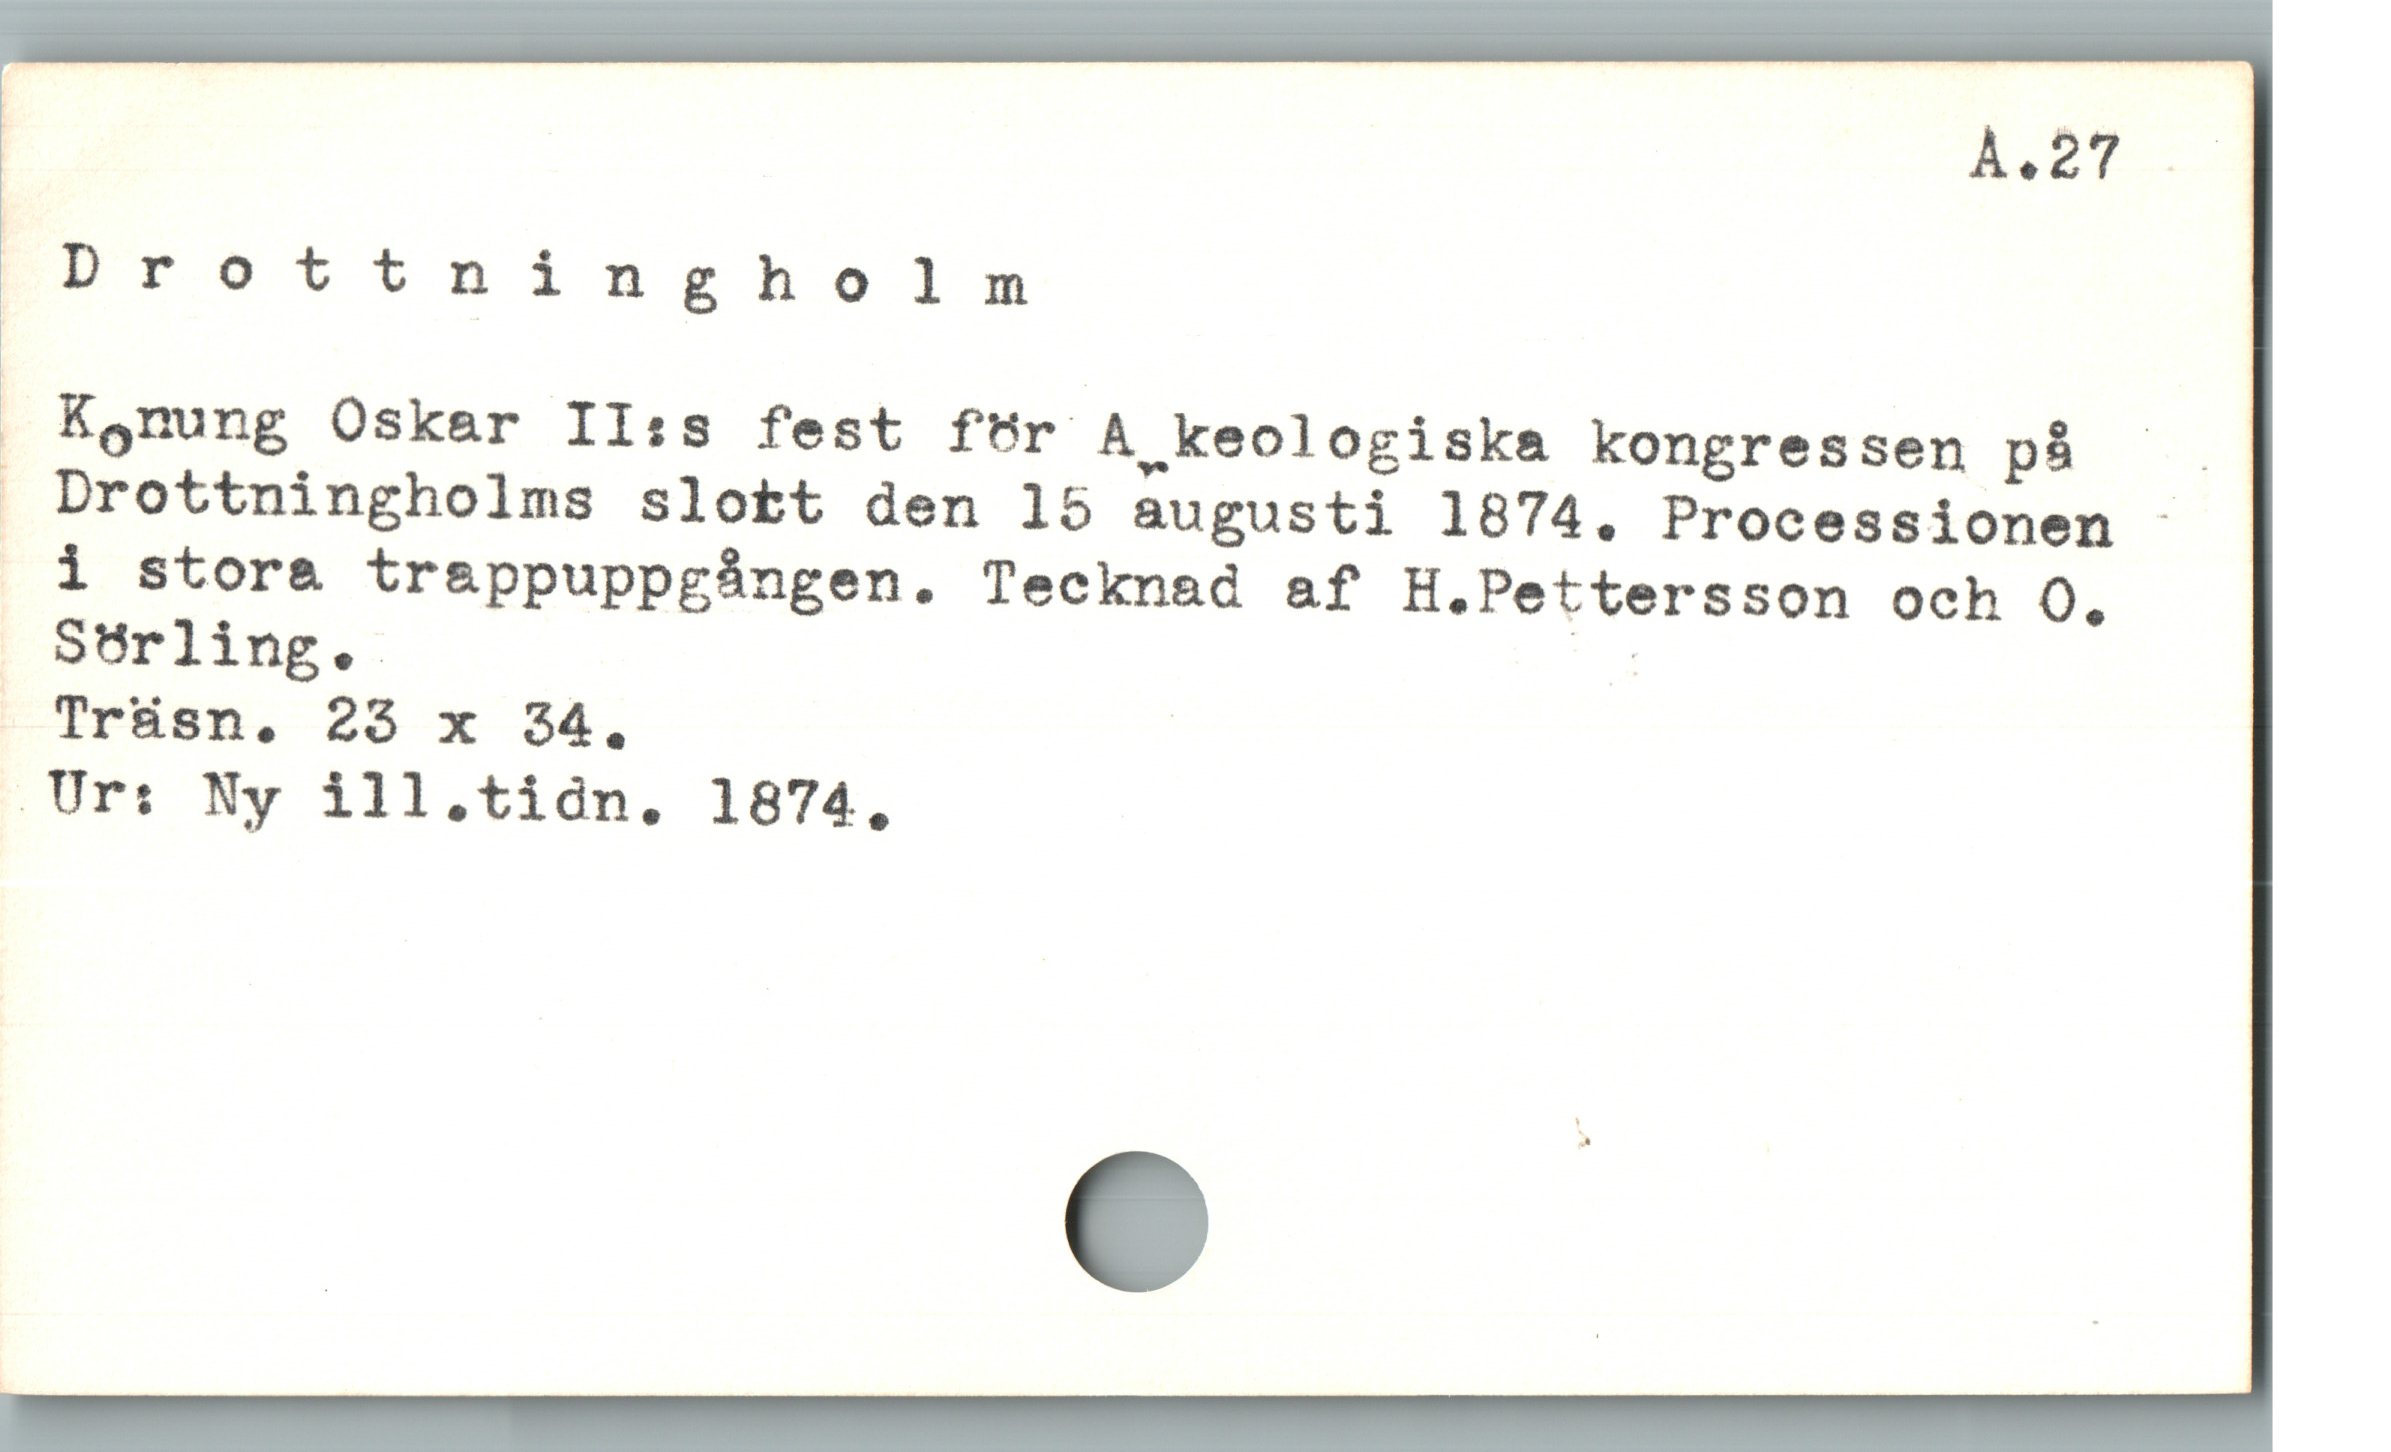 A.27
Drottningholm
Konung Oskar II:s fest för Arkeologiska kongressen på
Drottningholms slott den 15 augusti 1874. Processionen
i stora trappuppgången. Tecknad af H.Pettersson och O.
Sörling.
Träsn. 23 x 34.
Ur: Ny ill.tidn. 1874.